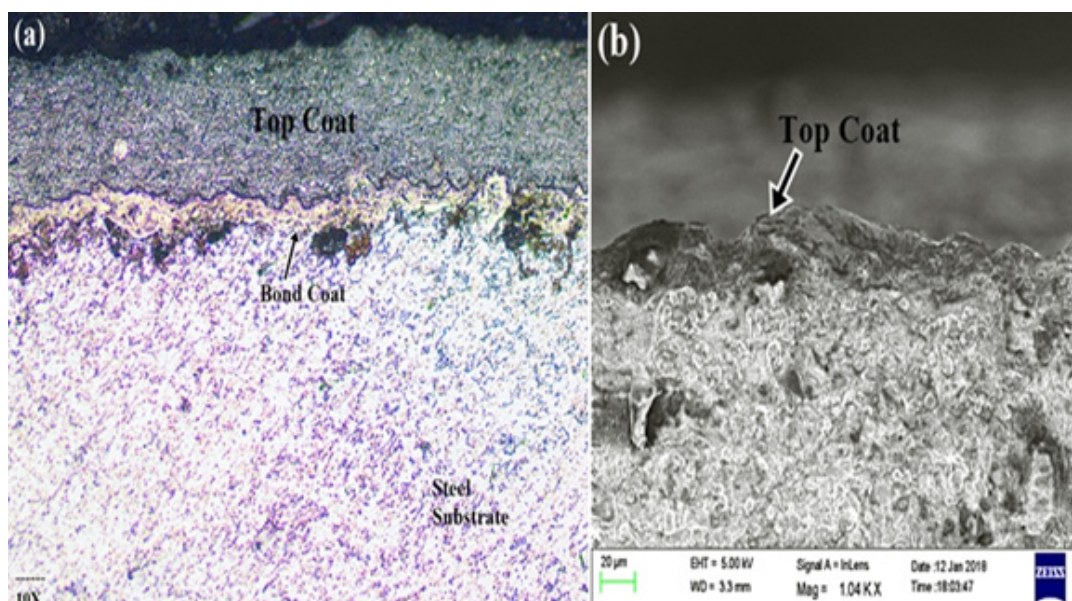 (a)
Top Coat
Bond Coat
Steel
Substrate
10X
(b)
Top Coat
20 µm
EHT = 5.00 kV
WD = 3.3 mm
Signal A = InLens
Mag = 1.04 K X
Date :12 Jan 2018
Time :18:03:47
ZEISS